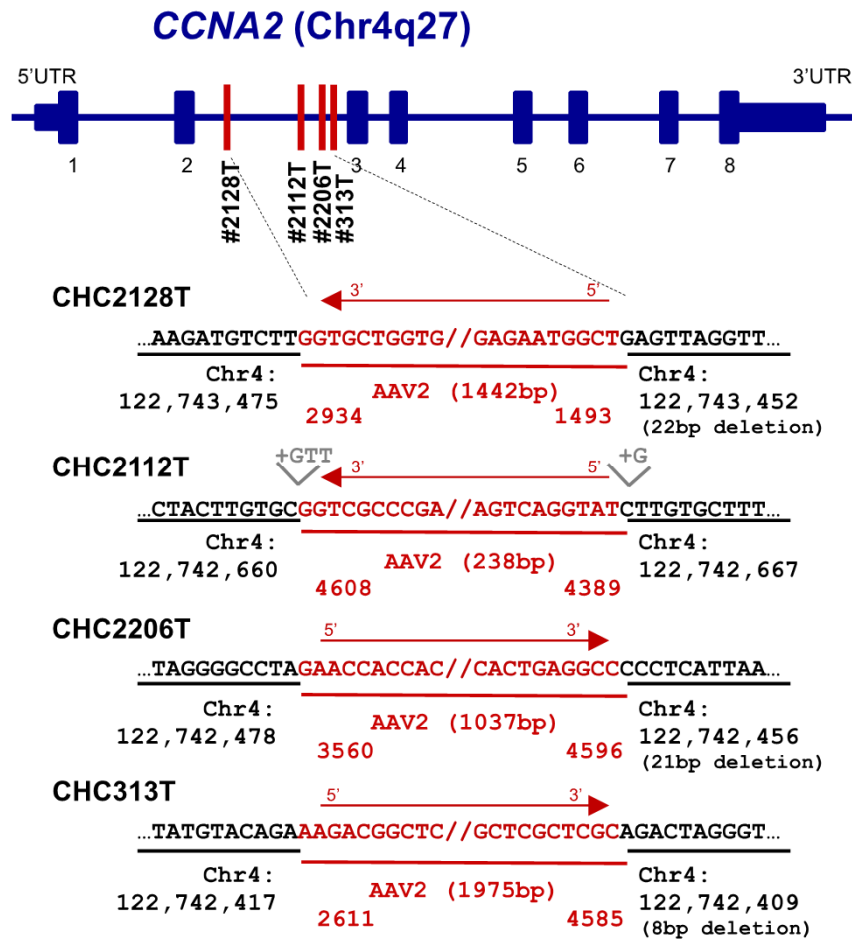 CCNA2 (Chr4q27)
5'UTR 3'UTR
1 2 3 4 5 6 7 8
#2128T #2112T #2206T #313T
CHC2128T
3' 5'
...AAGATGTCTTGGTGCTGGTG//GAGAATGGCTGAGTTAGGTT...
Chr4: AAV2 (1442bp) Chr4:
122,743,475 2934 1493 122,743,452
(22bp deletion)
CHC2112T
+GTT 3' 5' +G
...CTACTTGTGCGGTCGCCCGA//AGTCAGGTATCTTGTGCTTT...
Chr4: AAV2 (238bp) Chr4:
122,742,660 4608 4389 122,742,667
CHC2206T
5' 3'
...TAGGGGCCTAGAACCACCAC//CACTGAGGCCCCCTCATTAA...
Chr4: AAV2 (1037bp) Chr4:
122,742,478 3560 4596 122,742,456
(21bp deletion)
CHC313T
5' 3'
...TATGTACAGAAAGACGGCTC//GCTCGCTCGCAGACTAGGGT...
Chr4: AAV2 (1975bp) Chr4:
122,742,417 2611 4585 122,742,409
(8bp deletion)